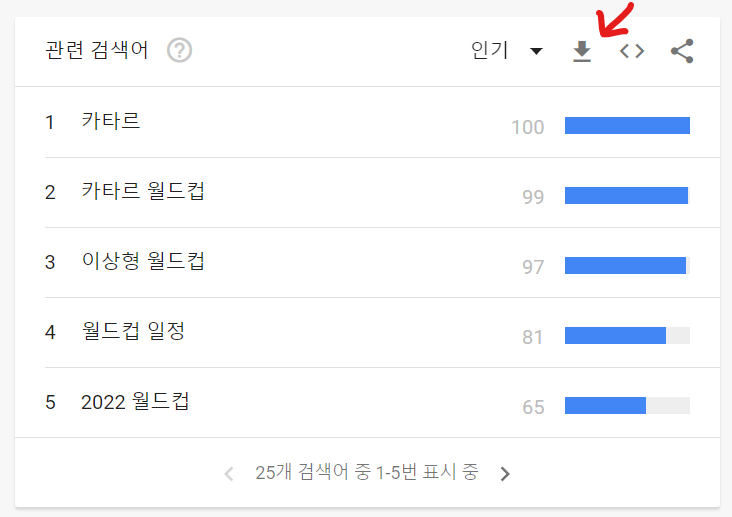 관련 검색어 ? 인기 < >
1 카타르 100
2 카타르 월드컵 99
3 이상형 월드컵 97
4 월드컵 일정 81
5 2022 월드컵 65
< 25개 검색어 중 1-5번 표시 중 >